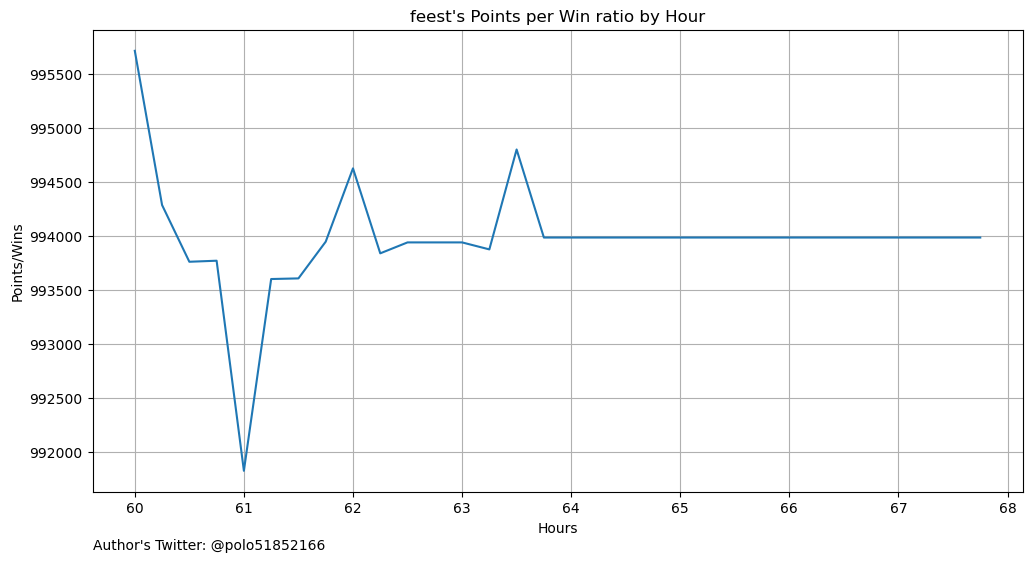 feest's Points per Win ratio by Hour
995500
995000
994500
994000
993500
993000
992500
992000
Points/Wins
60 61 62 63 64 65 66 67 68
Hours
Author's Twitter: @polo51852166